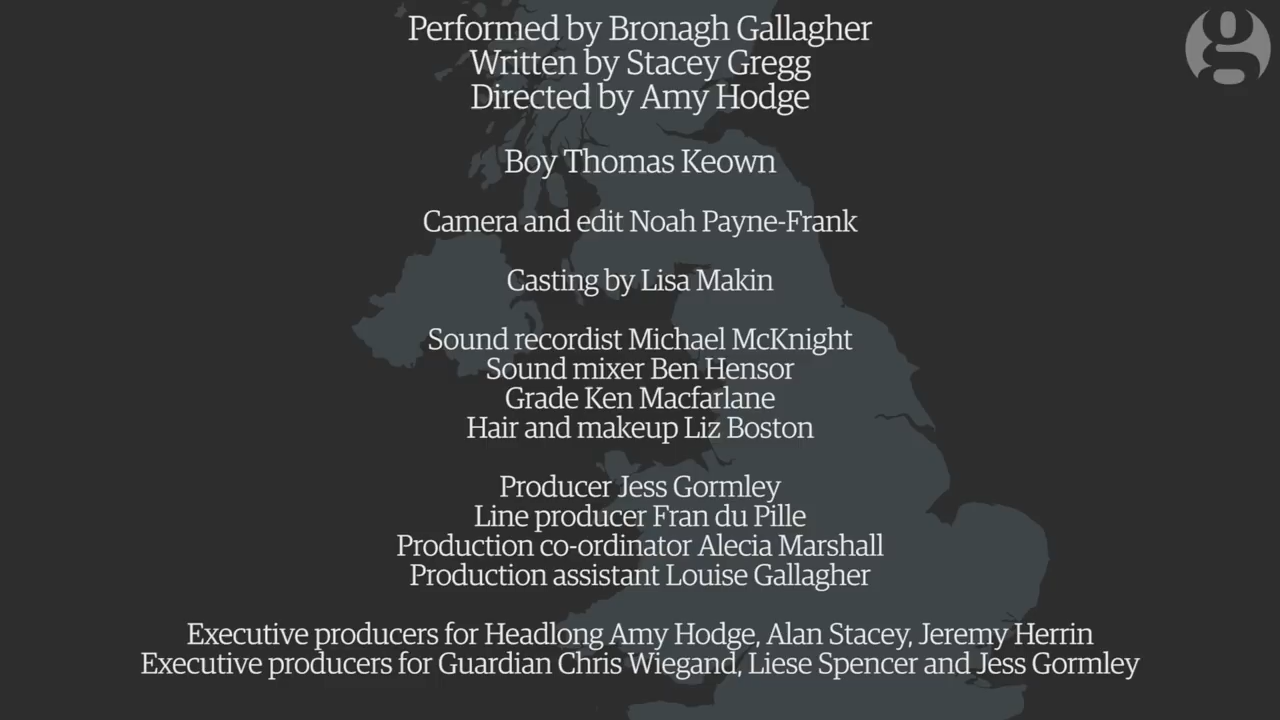 Performed by Bronagh Gallagher
Written by Stacey Gregg
Directed by Amy Hodge
Boy Thomas Keown
Camera and edit Noah Payne-Frank
Casting by Lisa Makin
Sound recordist Michael McKnight
Sound mixer Ben Hensor
Grade Ken Macfarlane
Hair and makeup Liz Boston
Producer Jess Gormley
Line producer Fran du Pille
Production co-ordinator Alecia Marshall
Production assistant Louise Gallagher
Executive producers for Headlong Amy Hodge, Alan Stacey, Jeremy Herrin
Executive producers for Guardian Chris Wiegand, Liese Spencer and Jess Gormley